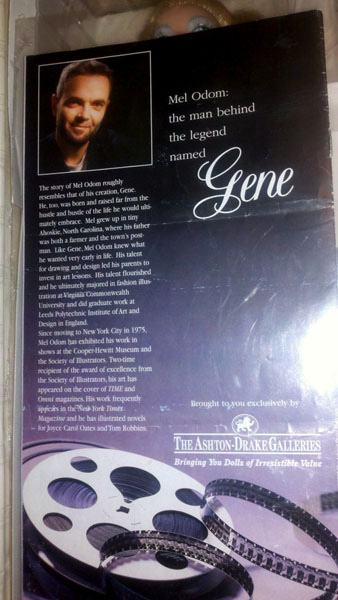 Mel Odom:
the man behind
the legend
named
Gene
The story of Mel Odom roughly
resembles that of his creation, Gene.
He, too, was born and raised far from the
hustle and bustle of the life he would ulti-
mately embrace. Mel grew up in tiny
Ahoskie, North Carolina, where his father
was both a farmer and the town's post-
man. Like Gene, Mel Odom knew what
he wanted very early in life. His talent
for drawing and design led his parents to
invest in art lessons. His talent flourished
and he ultimately majored in fashion illus-
tration at Virginia Commonwealth
University and did graduate work at
Leeds Polytechnic Institute of Art and
Design in England.
Since moving to New York City in 1975,
Mel Odom has exhibited his work in
shows at the Cooper-Hewitt Museum and
the Society of Illustrators. Two-time
recipient of the award of excellence from
the Society of Illustrators, his art has
appeared on the cover of TIME and
Omni magazines. His work frequently
appears in the New York Times
Magazine and he has illustrated novels
for Joyce Carol Oates and Tom Robbins.
Brought to you exclusively by
THE ASHTON-DRAKE GALLERIES
Bringing You Dolls of Irresistible Value